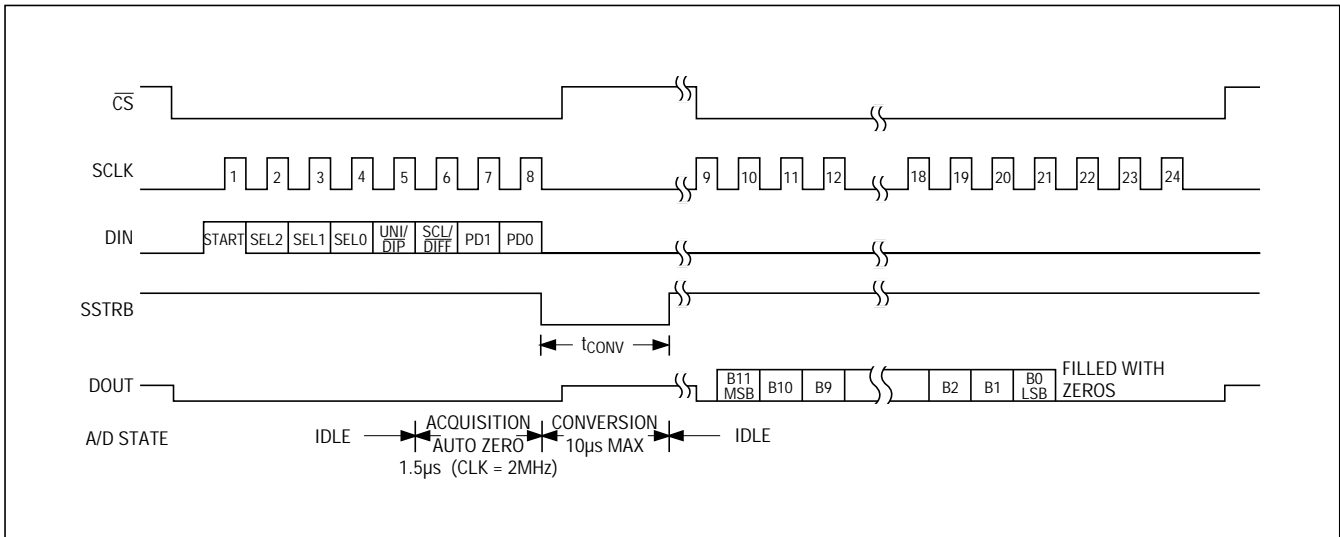 CS
SCLK
1 2 3 4 5 6 7 8 9 10 11 12 18 19 20 21 22 23 24
DIN
START SEL2 SEL1 SEL0 UNI/ DIP SCL/ DIFF PD1 PD0
SSTRB
tCONV
DOUT
B11 MSB B10 B9 B2 B1 B0 LSB
FILLED WITH
ZEROS
A/D STATE
IDLE
ACQUISITION
AUTO ZERO
1.5µs (CLK = 2MHz)
CONVERSION
10µs MAX
IDLE